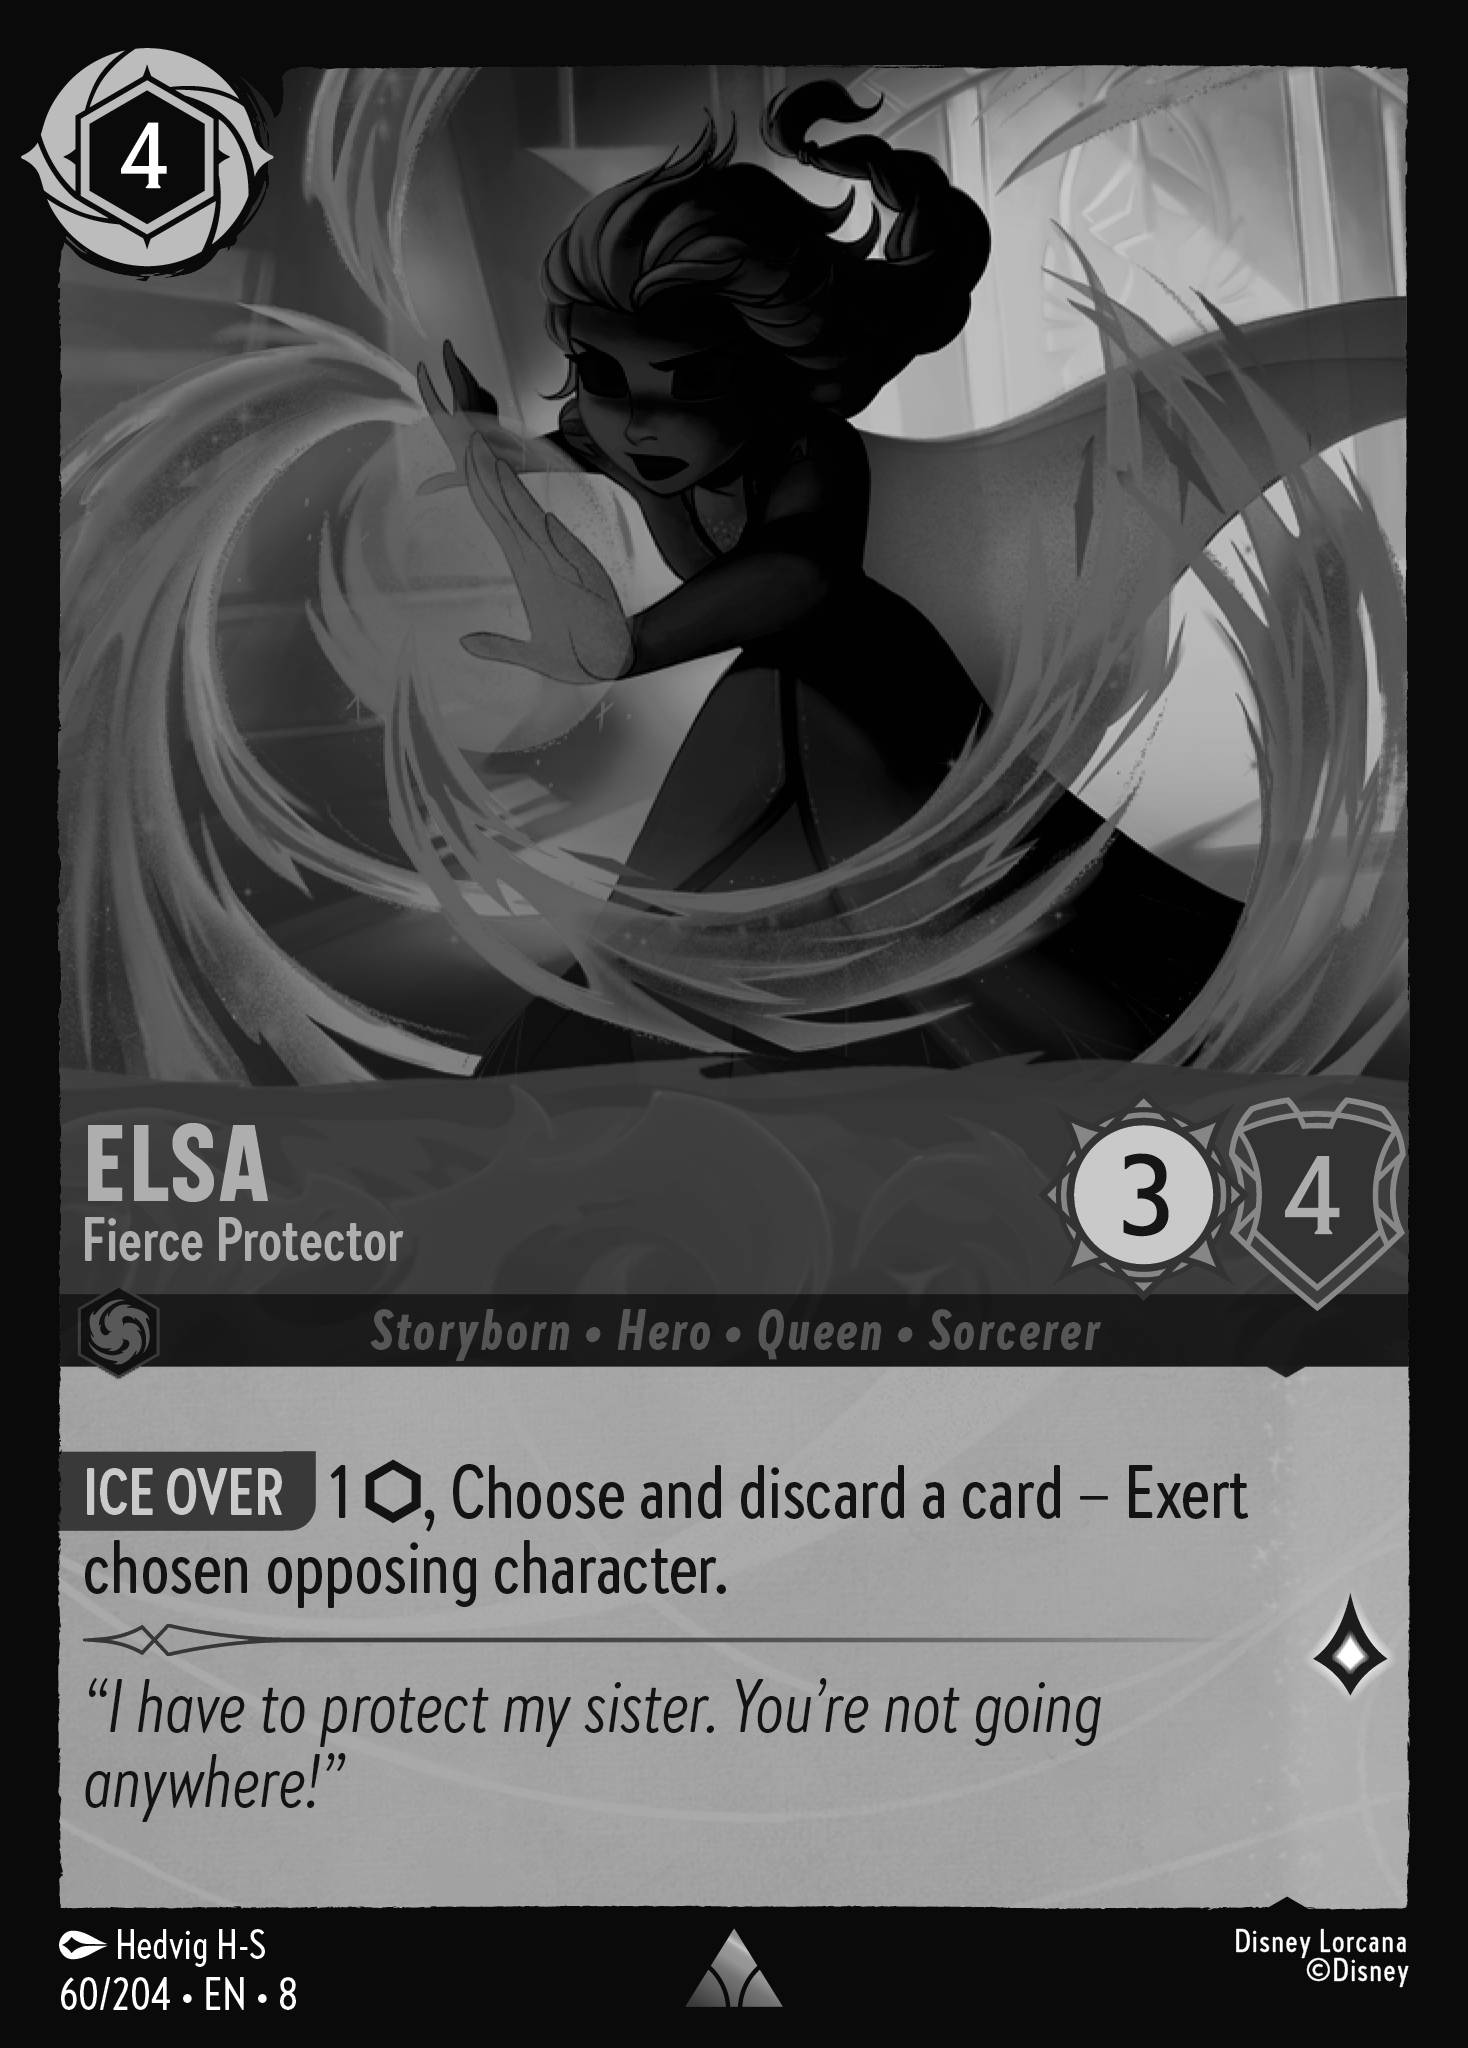 4
ELSA
Fierce Protector
3
4
Storyborn • Hero • Queen • Sorcerer
ICE OVER 1 ⬡, Choose and discard a card – Exert
chosen opposing character.
“I have to protect my sister. You’re not going
anywhere!”
Hedvig H-S
60/204 • EN • 8
Disney Lorcana
©Disney